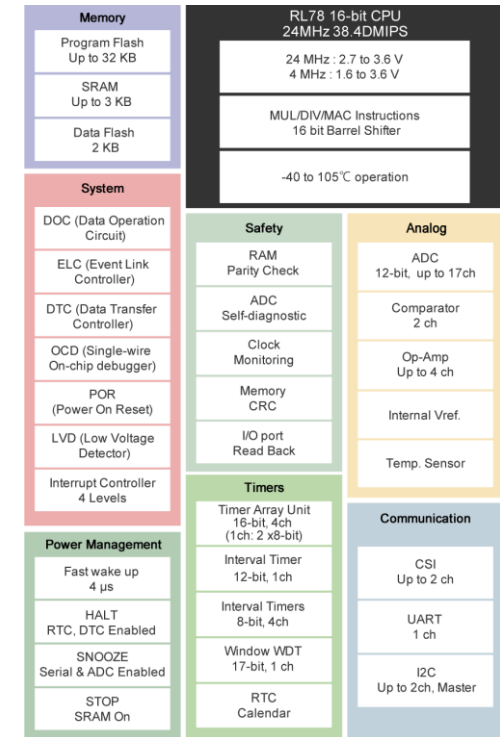 Memory
Program Flash
Up to 32 KB
SRAM
Up to 3 KB
Data Flash
2 KB
RL78 16-bit CPU
24MHz 38.4DMIPS
24 MHz : 2.7 to 3.6 V
4 MHz : 1.6 to 3.6 V
MUL/DIV/MAC Instructions
16 bit Barrel Shifter
-40 to 105℃ operation
System
DOC (Data Operation
Circuit)
ELC (Event Link
Controller)
DTC (Data Transfer
Controller)
OCD (Single-wire
On-chip debugger)
POR
(Power On Reset)
LVD (Low Voltage
Detector)
Interrupt Controller
4 Levels
Safety
RAM
Parity Check
ADC
Self-diagnostic
Clock
Monitoring
Memory
CRC
I/O port
Read Back
Analog
ADC
12-bit, up to 17ch
Comparator
2 ch
Op-Amp
Up to 4 ch
Internal Vref.
Temp. Sensor
Power Management
Fast wake up
4 µs
HALT
RTC, DTC Enabled
SNOOZE
Serial & ADC Enabled
STOP
SRAM On
Timers
Timer Array Unit
16-bit, 4ch
(1ch: 2 x8-bit)
Interval Timer
12-bit, 1ch
Interval Timers
8-bit, 4ch
Window WDT
17-bit, 1 ch
RTC
Calendar
Communication
CSI
Up to 2 ch
UART
1 ch
I2C
Up to 2ch, Master